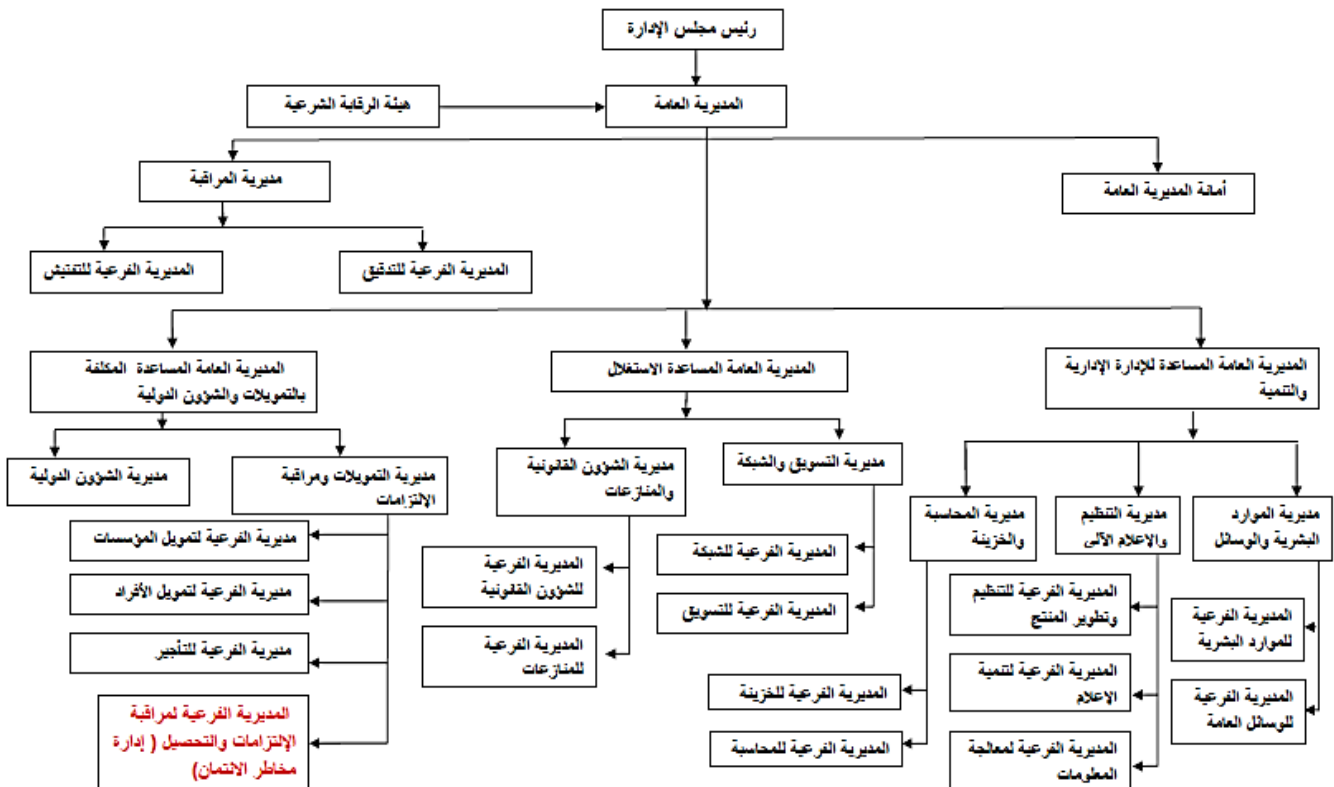 رئيس مجلس الإدارة
المديرية العامة
هيئة الرقابة الشرعية
أمانة المديرية العامة
مديرية المراقبة
المديرية الفرعية للتدقيق
المديرية الفرعية للتفتيش
المديرية العامة المساعدة للإدارة الإدارية
والتنمية
المديرية العامة المساعدة الاستغلال
المديرية العامة المساعدة المكلفة
بالتمويلات والشؤون الدولية
مديرية الموارد
البشرية والوسائل
مديرية التنظيم
والإعلام الآلى
مديرية المحاسبة
والخزينة
المديرية الفرعية
للموارد البشرية
المديرية الفرعية
للوسائل العامة
المديرية الفرعية للتنظيم
وتطوير المنتج
المديرية الفرعية لتنمية
الإعلام
المديرية الفرعية لمعالجة
المعلومات
المديرية الفرعية للخزينة
المديرية الفرعية للمحاسبة
مديرية التسويق والشبكة
المديرية الفرعية للشبكة
المديرية الفرعية للتسويق
مديرية الشؤون القانونية
والمنازعات
المديرية الفرعية
للشؤون القانونية
المديرية الفرعية
للمنازعات
مديرية التمويلات ومراقبة
الإلتزامات
مديرية الشؤون الدولية
مديرية الفرعية لتمويل المؤسسات
مديرية الفرعية لتمويل الأفراد
مديرية الفرعية للتأجير
المديرية الفرعية لمراقبة
الإلتزامات والتحصيل ( إدارة
مخاطر الائتمان)